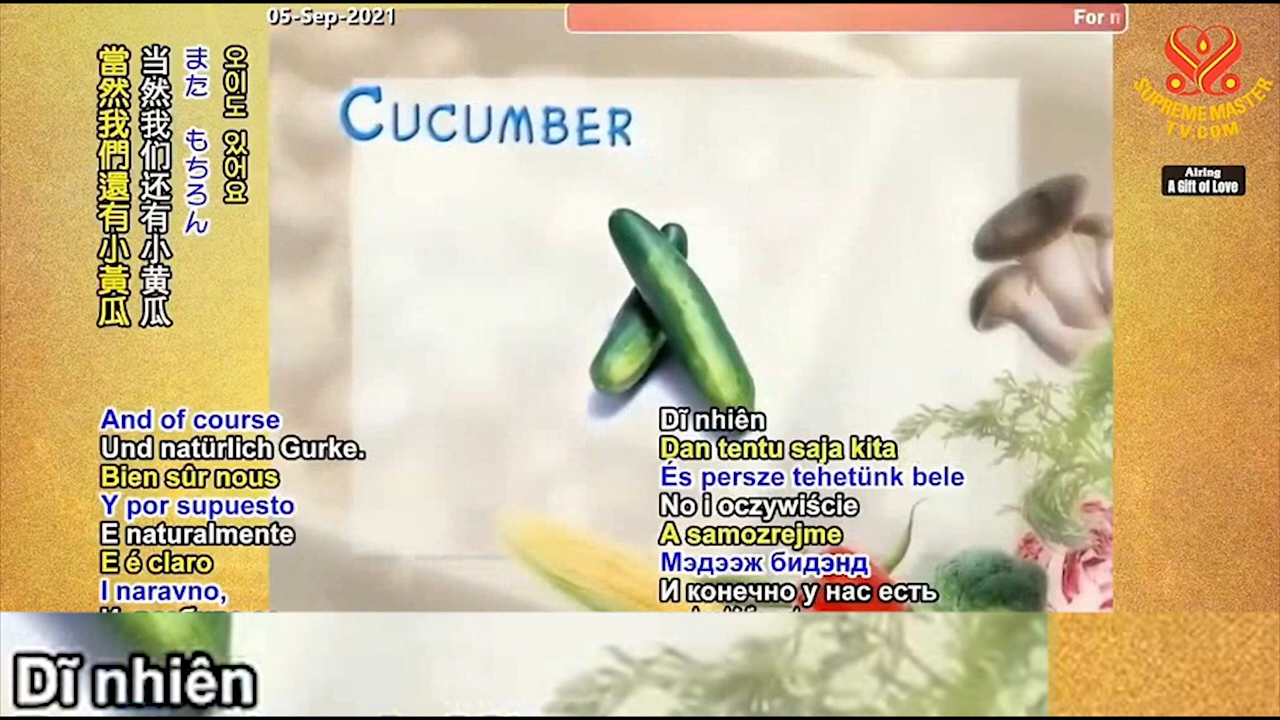 05-Sep-2021
For n
SUPREME MASTER
TV.COM
Airing
A Gift of Love
CUCUMBER
오이도 있어요
また もちろん
当然我们还有小黄瓜
當然我們還有小黃瓜
And of course
Und natürlich Gurke.
Bien sûr nous
Y por supuesto
E naturalmente
E é claro
I naravno,
Dĩ nhiên
Dan tentu saja kita
És persze tehetünk bele
No i oczywiście
A samozrejme
Мэдээж бидэнд
И конечно у нас есть
Dĩ nhiên